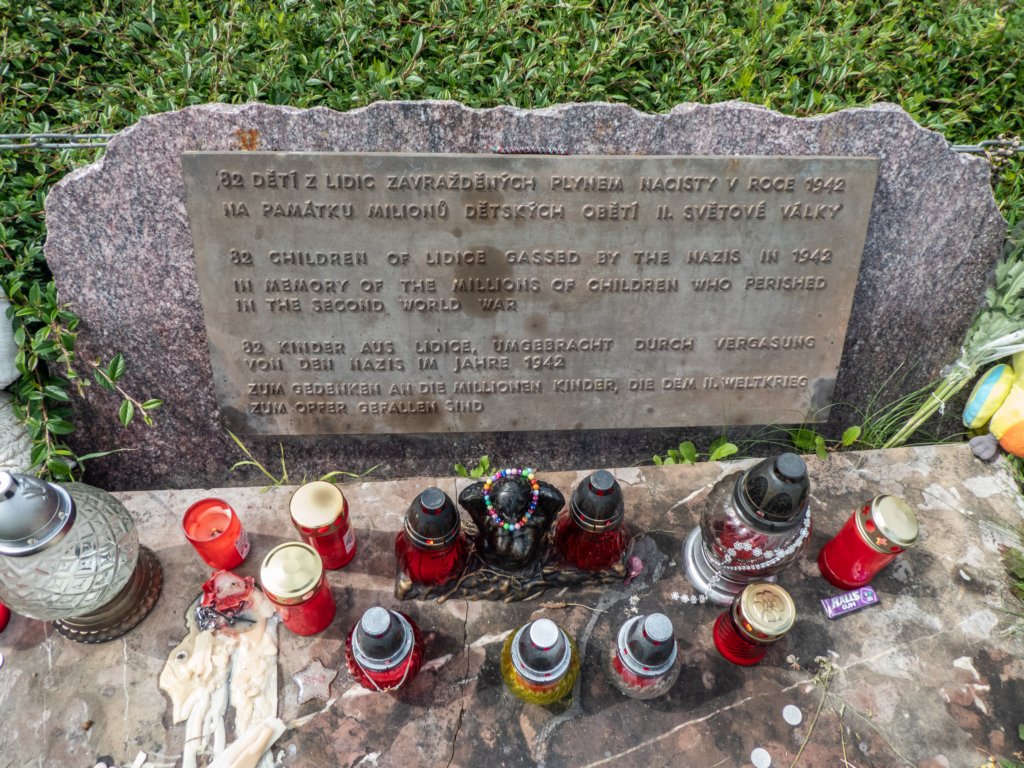 82 DĚTÍ Z LIDIC ZAVRAŽDĚNÝCH PLYNEM NACISTY V ROCE 1942
NA PAMÁTKU MILIONŮ DĚTSKÝCH OBĚTÍ II. SVĚTOVÉ VÁLKY
82 CHILDREN OF LIDICE GASSED BY THE NAZIS IN 1942
IN MEMORY OF THE MILLIONS OF CHILDREN WHO PERISHED
IN THE SECOND WORLD WAR
82 KINDER AUS LIDICE, UMGEBRACHT DURCH VERGASUNG
VON DEN NAZIS IM JAHRE 1942
ZUM GEDENKEN AN DIE MILLIONEN KINDER, DIE DEM II. WELTKRIEG
ZUM OPFER GEFALLEN SIND
HALLS
GUM